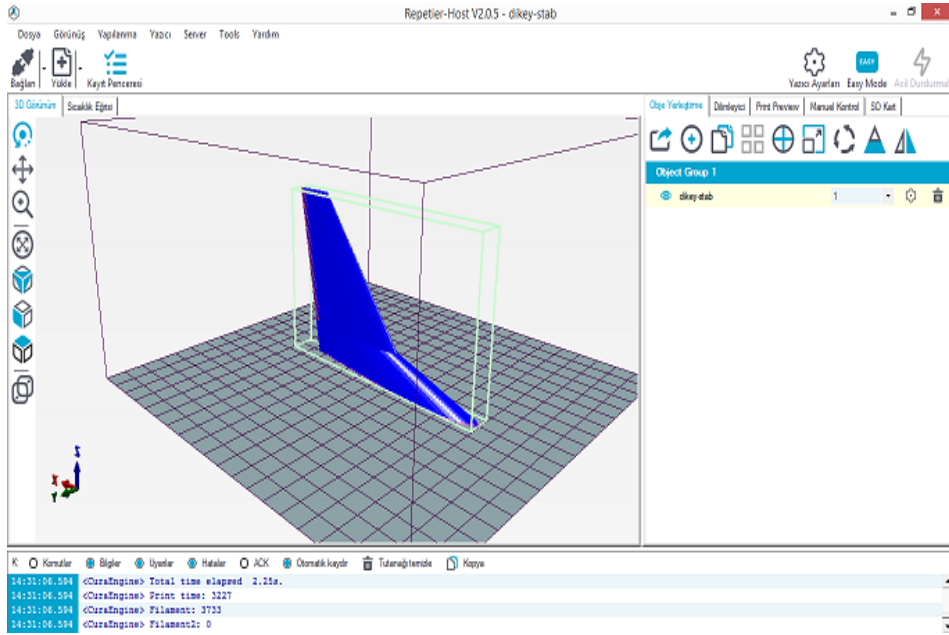 Repetier-Host V2.0.5 - dikey-stab
Dosya Görünüş Yapılanma Yazıcı Server Tools Yardım
Bağlan Yükle Kayıt Penceresi Yazıcı Ayarları EASY Easy Mode Acil Durdurma
3D Görünüm Sıcaklık Eğrisi Obje Yerleştirme Dilimleyici Print Preview Manual Kontrol SD Kart
Object Group 1
dikey-stab 1
Z
X
Y
Komutlar Bilgiler Uyarılar Hatalar ACK Otomatik kaydır Tutanağı temizle Kopya
14:31:06.594 <CuraEngine> Total time elapsed 2.25s.
14:31:06.594 <CuraEngine> Print time: 3227
14:31:06.594 <CuraEngine> Filament: 3733
14:31:06.594 <CuraEngine> Filament2: 0